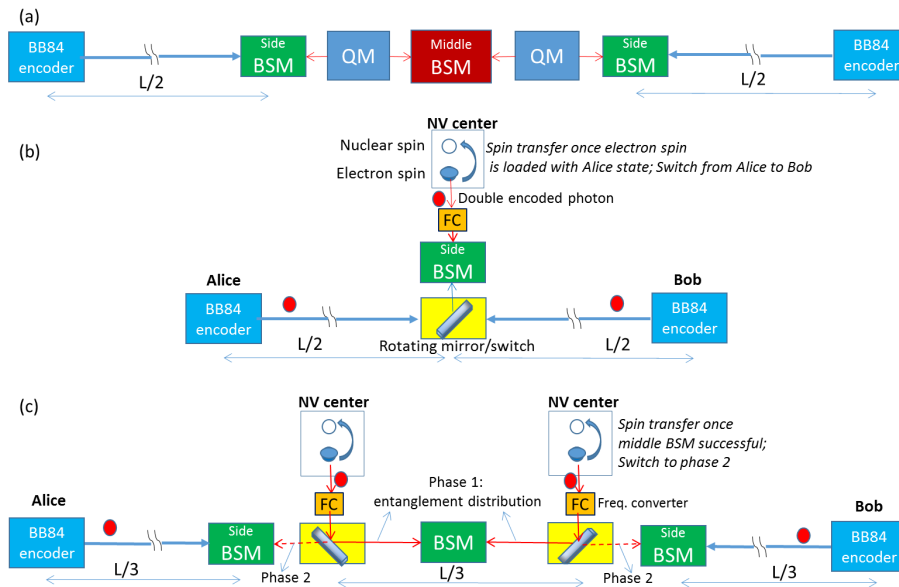 (a)
BB84
encoder
L/2
Side
BSM
QM
Middle
BSM
QM
Side
BSM
L/2
BB84
encoder
(b)
NV center
Nuclear spin
Electron spin
Spin transfer once electron spin
is loaded with Alice state; Switch from Alice to Bob
Double encoded photon
FC
Side
BSM
Alice
BB84
encoder
L/2
Rotating mirror/switch
L/2
Bob
BB84
encoder
(c)
NV center
NV center
Spin transfer once
middle BSM successful;
Switch to phase 2
Phase 1:
entanglement distribution
FC
FC
Freq. converter
Alice
BB84
encoder
L/3
Side
BSM
Phase 2
BSM
L/3
Phase 2
Side
BSM
L/3
Bob
BB84
encoder